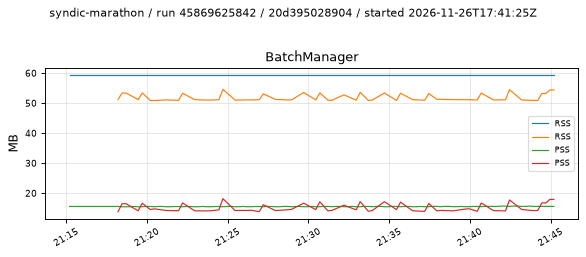 syndic-marathon / run 45869625842 / 20d395028904 / started 2026-11-26T17:41:25Z
BatchManager
MB
60
50
40
30
20
RSS
RSS
PSS
PSS
21:15
21:20
21:25
21:30
21:35
21:40
21:45